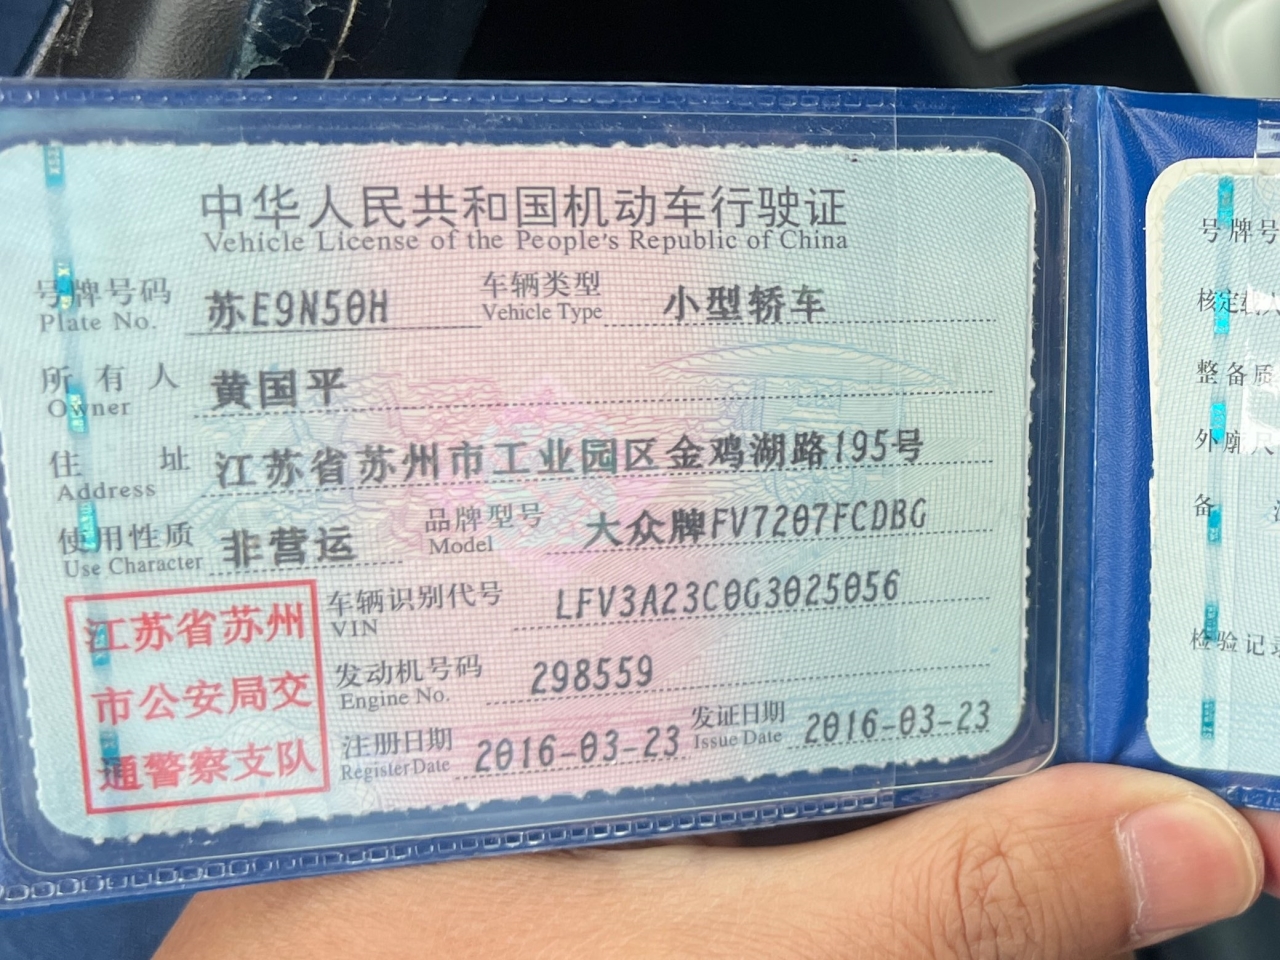 中华人民共和国机动车行驶证
Vehicle License of the People's Republic of China
号牌号码 苏E9N50H 车辆类型 小型轿车
Plate No. Vehicle Type
所有人 黄国平
Owner
住址 江苏省苏州市工业园区金鸡湖路195号
Address
使用性质 非营运 品牌型号 大众牌FV7207FCDBG
Use Character Model
江苏省苏州
市公安局交
通警察支队
车辆识别代号 LFV3A23C0G3025056
VIN
发动机号码 298559
Engine No.
注册日期 2016-03-23 发证日期 2016-03-23
Register Date Issue Date
号牌号
核定载人
整备质
外廓尺
备
检验记录